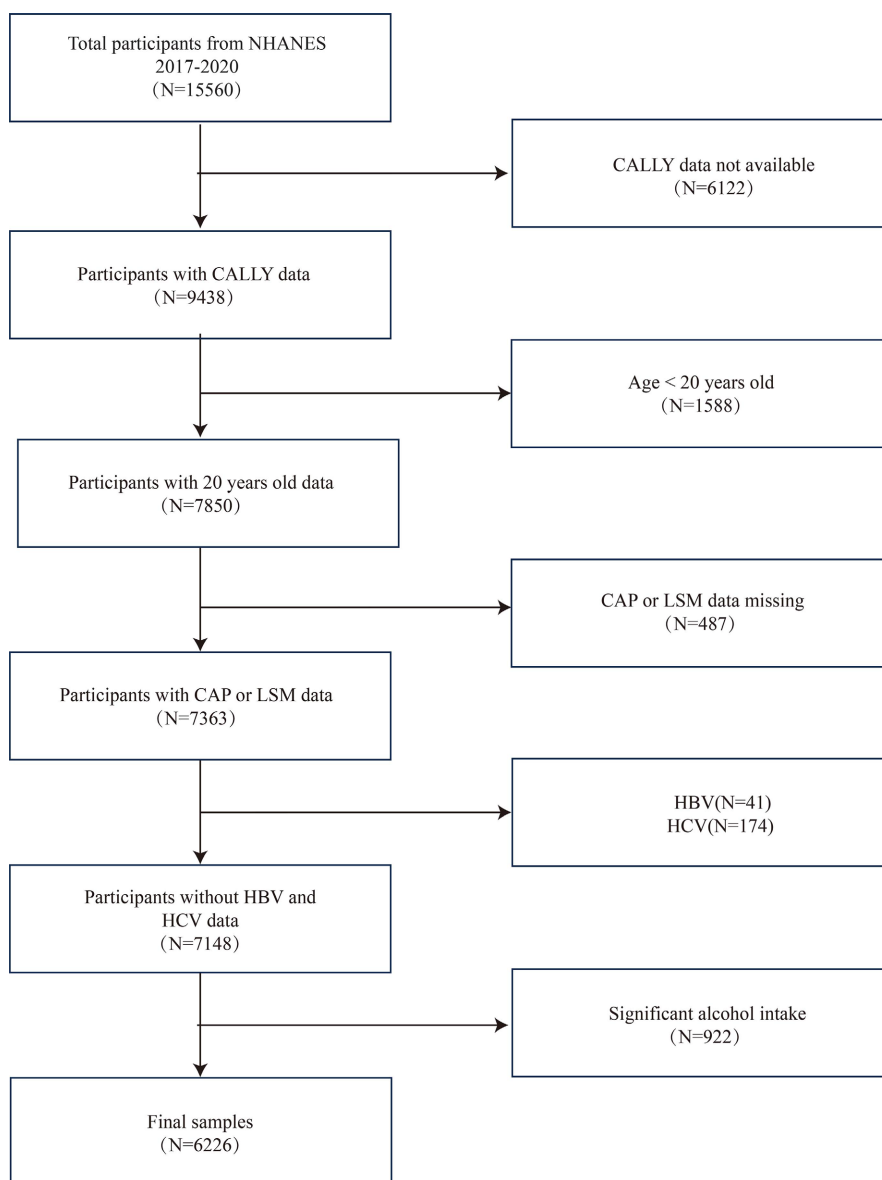 Total participants from NHANES
2017-2020
（N=15560）
CALLY data not available
（N=6122）
Participants with CALLY data
（N=9438）
Age < 20 years old
（N=1588）
Participants with 20 years old data
（N=7850）
CAP or LSM data missing
（N=487）
Participants with CAP or LSM data
（N=7363）
HBV(N=41)
HCV(N=174)
Participants without HBV and
HCV data
（N=7148）
Significant alcohol intake
（N=922）
Final samples
（N=6226）